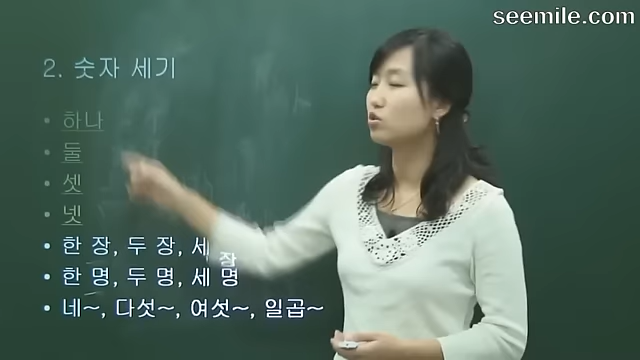 seemile.com
2. 숫자 세기
• 하나
• 둘
• 셋
• 넷
• 한 장, 두 장, 세 장
• 한 명, 두 명, 세 명
• 네~, 다섯~, 여섯~, 일곱~